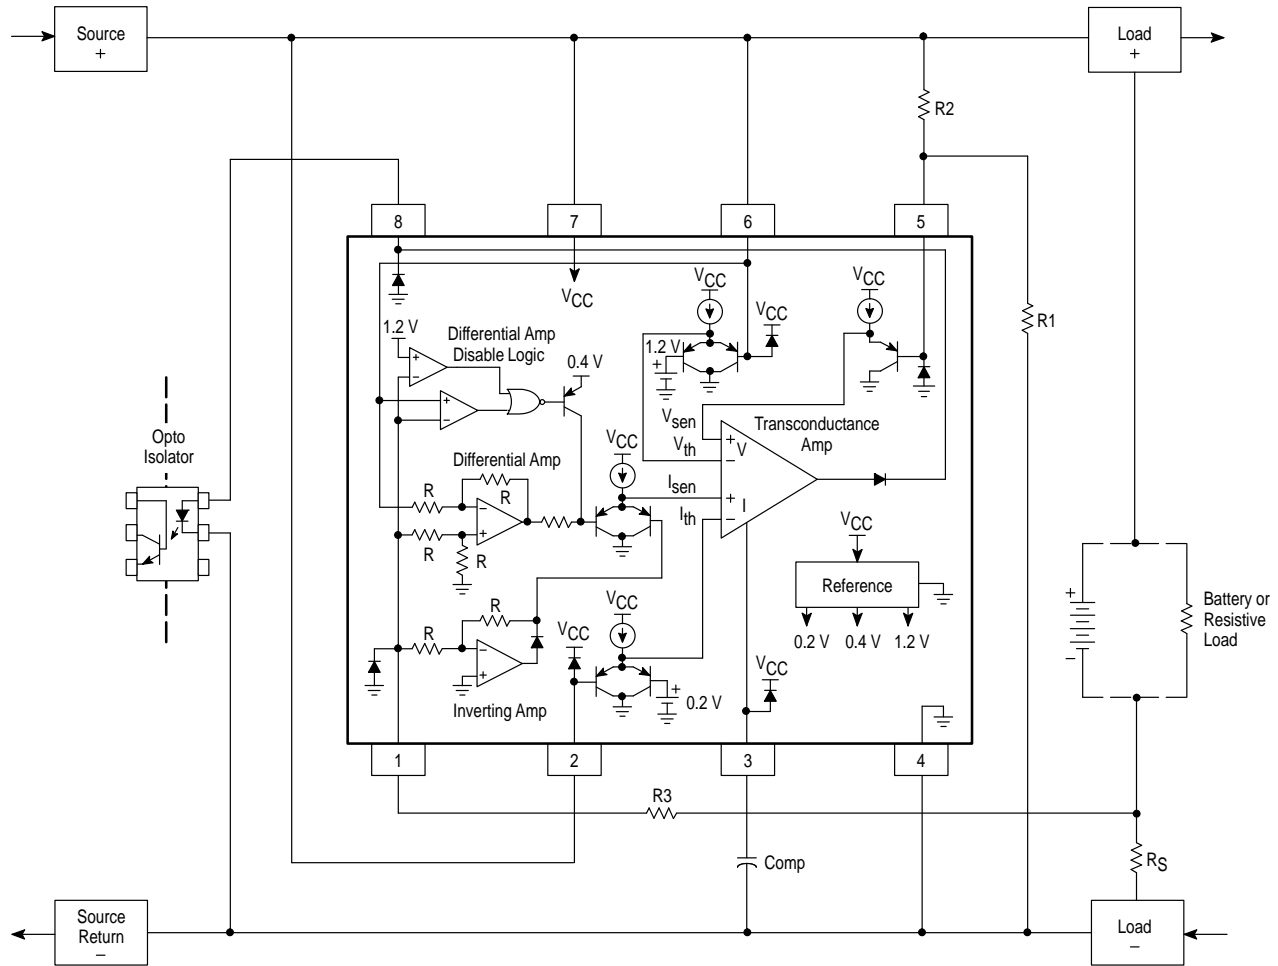 Source
+
Load
+
R2
8
7
6
5
VCC
VCC
VCC
VCC
1.2 V
Differential Amp
Disable Logic
0.4 V
1.2 V
+
R1
+
-
+
-
Vsen
Vth
Transconductance
Amp
+
V
-
Opto
Isolator
VCC
Differential Amp
Isen
Ith
+
I
-
R
R
-
+
R
R
VCC
Reference
0.2 V
0.4 V
1.2 V
+
-
Battery or
Resistive
Load
R
R
VCC
VCC
-
+
Inverting Amp
+
0.2 V
VCC
1
2
3
4
R3
Comp
RS
Source
Return
-
Load
-